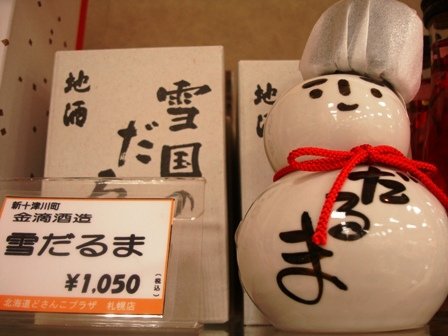 地酒
雪国の
だる
地酒
だるま
新十津川町
金滴酒造
雪だるま
¥1,050
(税込)
北海道どさんこプラザ 札幌店